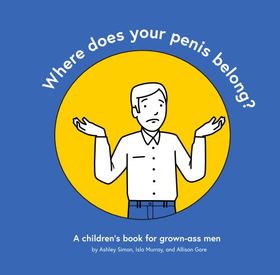 Where does your penis belong?
A children's book for grown-ass men
by Ashley Simon, Isla Murray, and Allison Gore